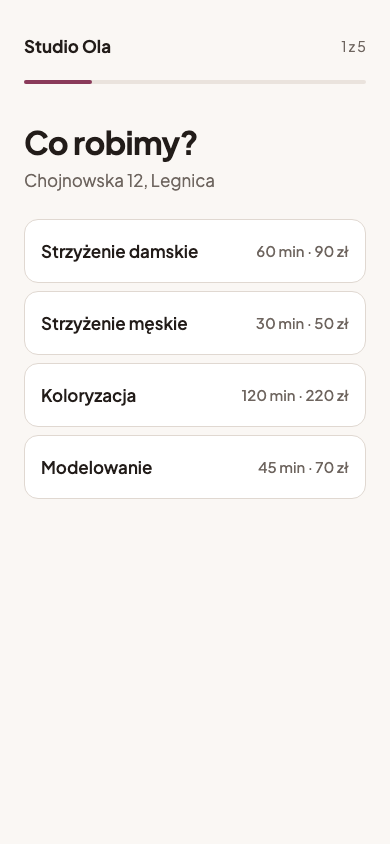 Studio Ola
1 z 5
Co robimy?
Chojnowska 12, Legnica
Strzyżenie damskie
60 min · 90 zł
Strzyżenie męskie
30 min · 50 zł
Koloryzacja
120 min · 220 zł
Modelowanie
45 min · 70 zł